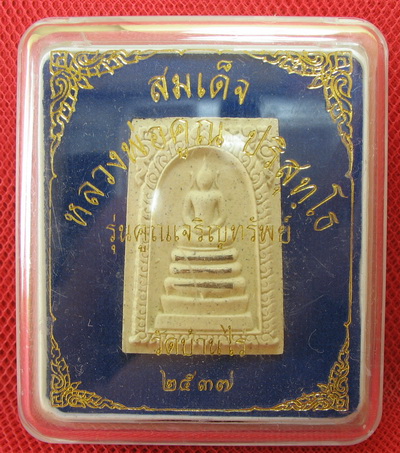 สมเด็จ
หลวงพ่อคูณ ปริสุทฺโธ
รุ่นคูณเจริญทรัพย์
วัดบ้านไร่
๒๕๓๗